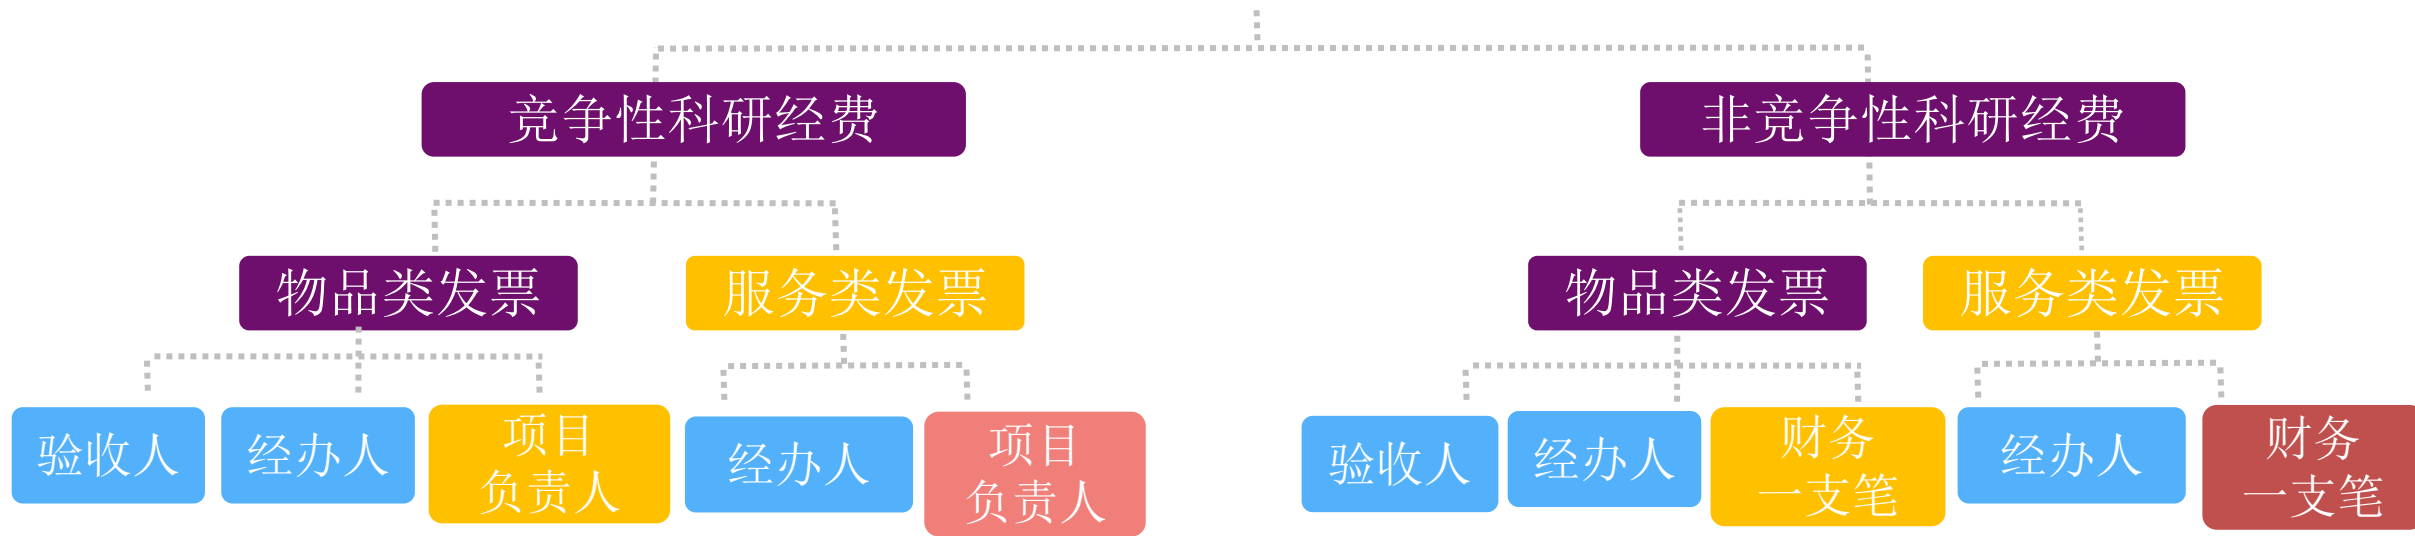 竞争性科研经费
非竞争性科研经费
物品类发票
服务类发票
物品类发票
服务类发票
验收人
经办人
项目
负责人
经办人
项目
负责人
验收人
经办人
财务
一支笔
经办人
财务
一支笔